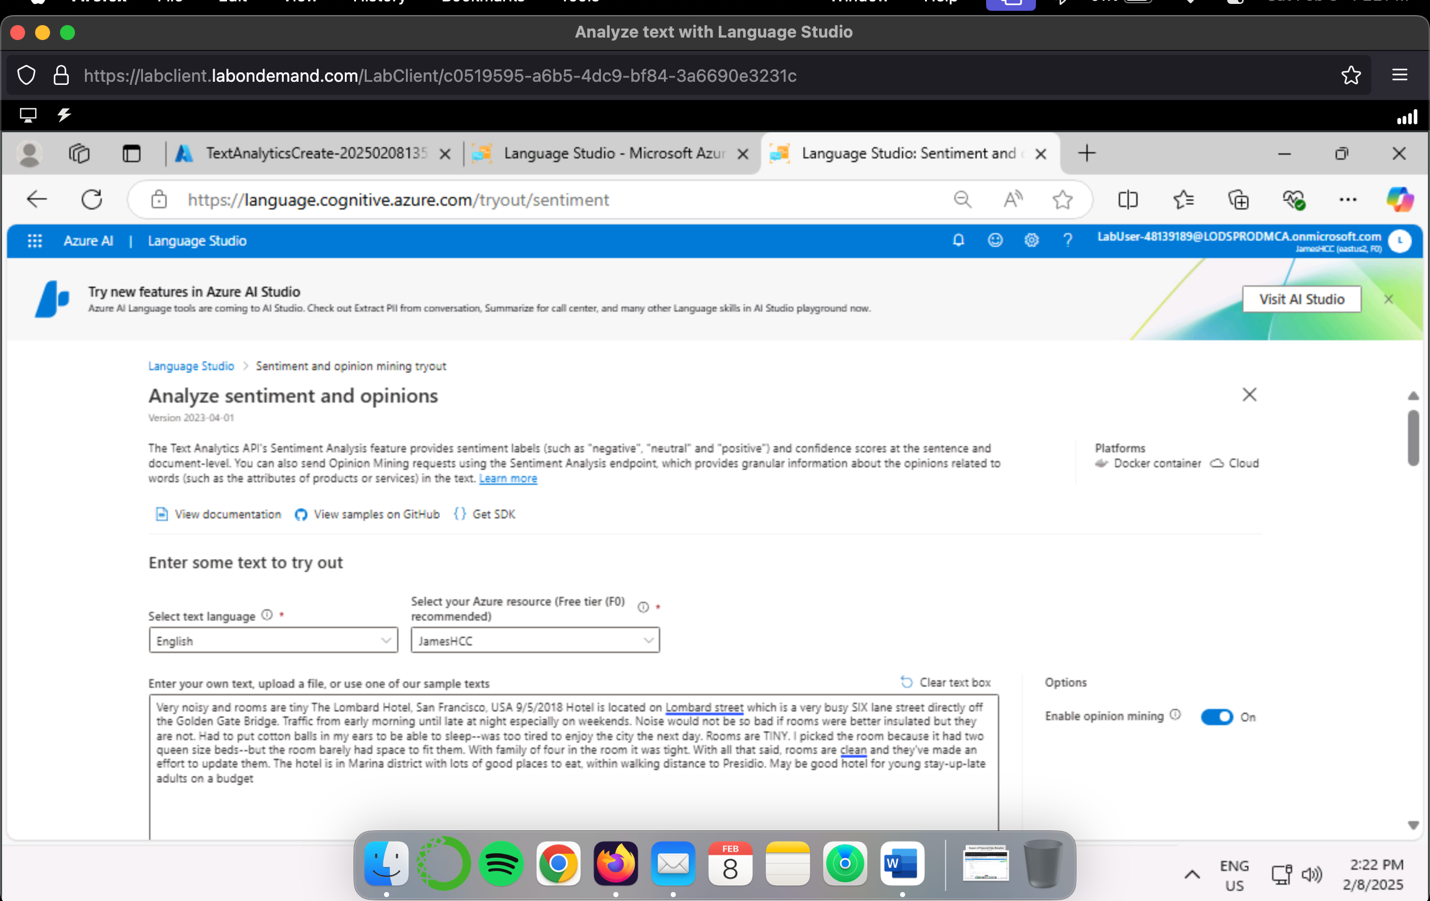 Analyze text with Language Studio
https://labclient.labondemand.com/LabClient/c0519595-a6b5-4dc9-bf84-3a6690e3231c
TextAnalyticsCreate-20250208135
Language Studio - Microsoft Azur
Language Studio: Sentiment and
https://language.cognitive.azure.com/tryout/sentiment
Azure AI | Language Studio
LabUser-48139189@LODSPRODMCA.onmicrosoft.com
JamesHCC (eastus2, F0)
L
Try new features in Azure AI Studio
Azure AI Language tools are coming to AI Studio. Check out Extract PII from conversation, Summarize for call center, and many other Language skills in AI Studio playground now.
Visit AI Studio
Language Studio > Sentiment and opinion mining tryout
Analyze sentiment and opinions
Version 2023-04-01
The Text Analytics API's Sentiment Analysis feature provides sentiment labels (such as "negative", "neutral" and "positive") and confidence scores at the sentence and
document-level. You can also send Opinion Mining requests using the Sentiment Analysis endpoint, which provides granular information about the opinions related to
words (such as the attributes of products or services) in the text. Learn more
Platforms
Docker container Cloud
View documentation View samples on GitHub {} Get SDK
Enter some text to try out
Select text language *
English
Select your Azure resource (Free tier (F0)
recommended) *
JamesHCC
Enter your own text, upload a file, or use one of our sample texts
Clear text box
Very noisy and rooms are tiny The Lombard Hotel, San Francisco, USA 9/5/2018 Hotel is located on Lombard street which is a very busy SIX lane street directly off
the Golden Gate Bridge. Traffic from early morning until late at night especially on weekends. Noise would not be so bad if rooms were better insulated but they
are not. Had to put cotton balls in my ears to be able to sleep--was too tired to enjoy the city the next day. Rooms are TINY. I picked the room because it had two
queen size beds--but the room barely had space to fit them. With family of four in the room it was tight. With all that said, rooms are clean and they've made an
effort to update them. The hotel is in Marina district with lots of good places to eat, within walking distance to Presidio. May be good hotel for young stay-up-late
adults on a budget
Options
Enable opinion mining On
FEB
8
W
ENG
US
2:22 PM
2/8/2025